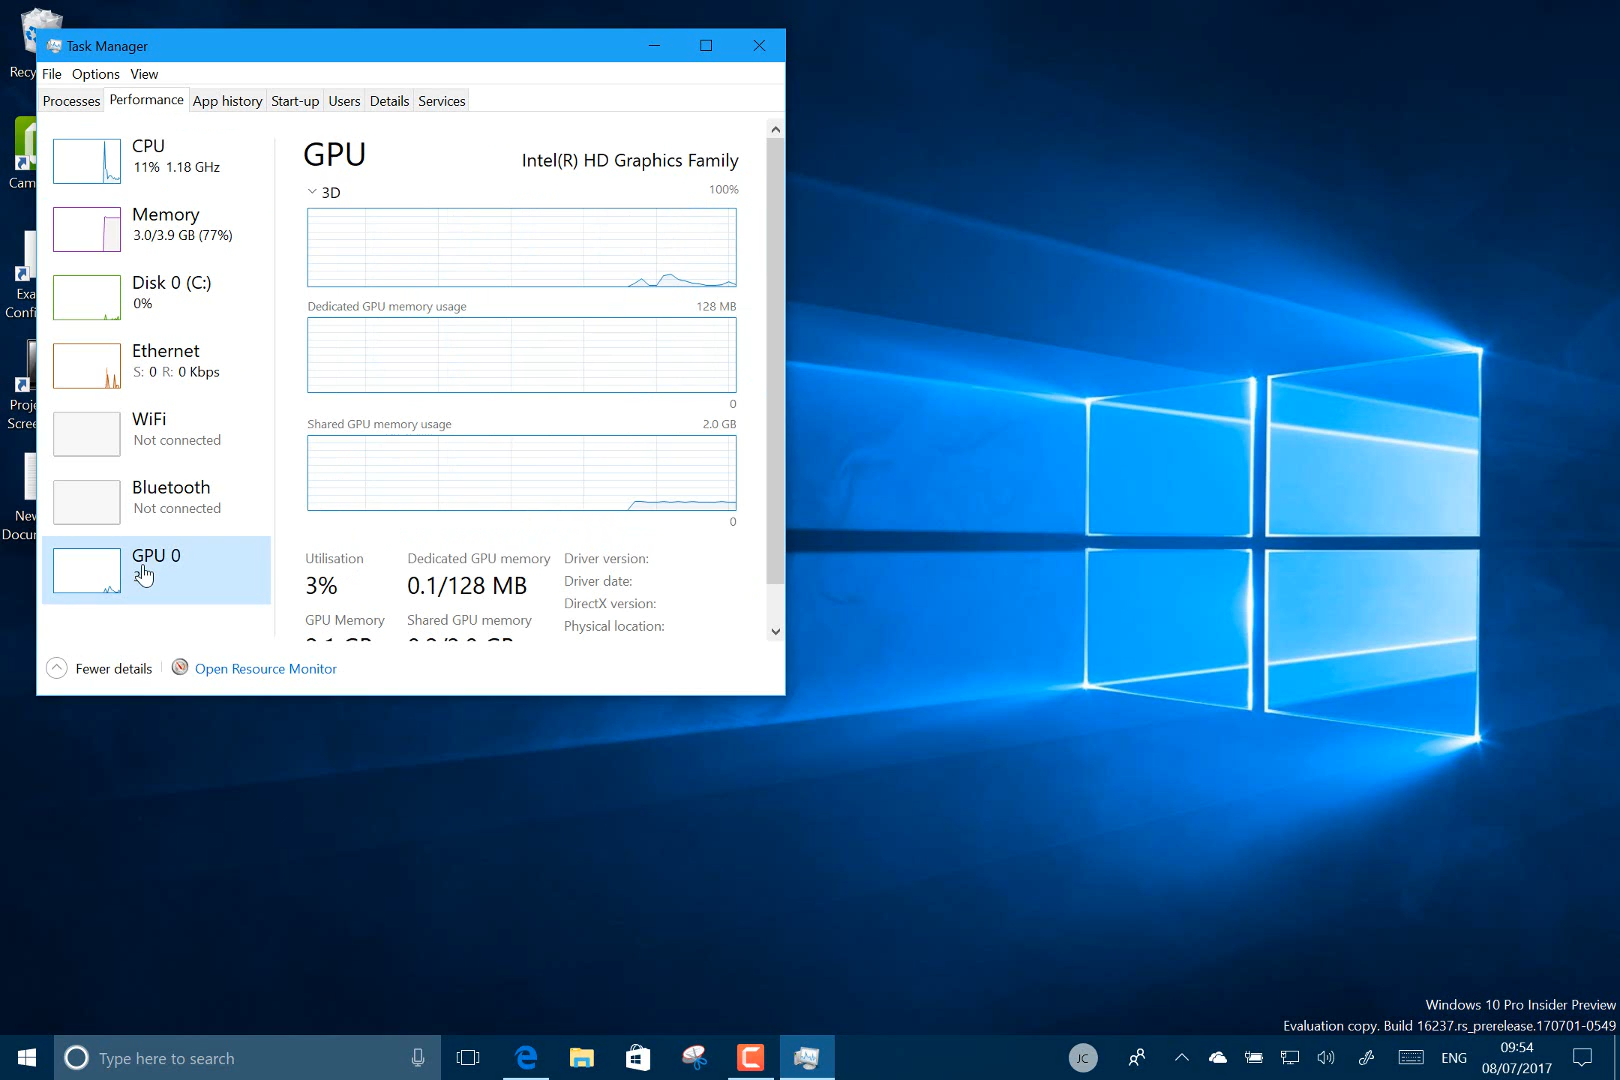 Recy
Task Manager
File Options View
Processes Performance App history Start-up Users Details Services
Cam
Exa
Confi
Proje
Scree
New
Docum
CPU
11% 1.18 GHz
Memory
3.0/3.9 GB (77%)
Disk 0 (C:)
0%
Ethernet
S: 0 R: 0 Kbps
WiFi
Not connected
Bluetooth
Not connected
GPU 0
GPU
Intel(R) HD Graphics Family
3D
100%
Dedicated GPU memory usage
128 MB
0
Shared GPU memory usage
2.0 GB
0
Utilisation
3%
Dedicated GPU memory
0.1/128 MB
Driver version:
Driver date:
DirectX version:
Physical location:
GPU Memory
Shared GPU memory
Fewer details
Open Resource Monitor
Windows 10 Pro Insider Preview
Evaluation copy. Build 16237.rs_prerelease.170701-0549
Type here to search
JC
ENG
09:54
08/07/2017